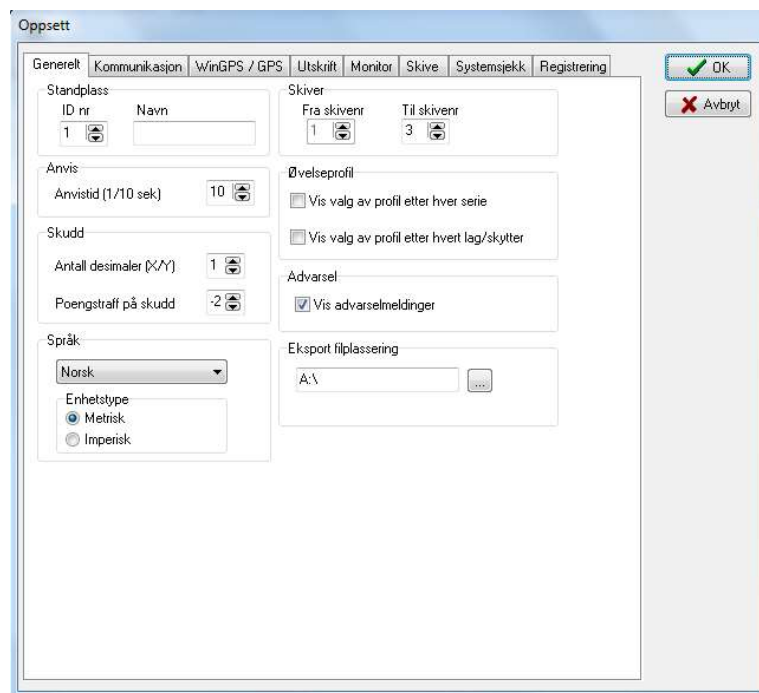 Oppsett
Generelt Kommunikasjon WinGPS / GPS Utskrift Monitor Skive Systemsjekk Registrering
OK
Avbryt
Standplass
ID nr Navn
1
Skiver
Fra skivenr Til skivenr
1 3
Anvis
Anvistid (1/10 sek) 10
Øvelseprofil
Vis valg av profil etter hver serie
Vis valg av profil etter hvert lag/skytter
Skudd
Antall desimaler (X/Y) 1
Poengstraff på skudd -2
Advarsel
Vis advarselmeldinger
Språk
Norsk
Enhetstype
Metrisk
Imperisk
Eksport filplassering
A:\ ...